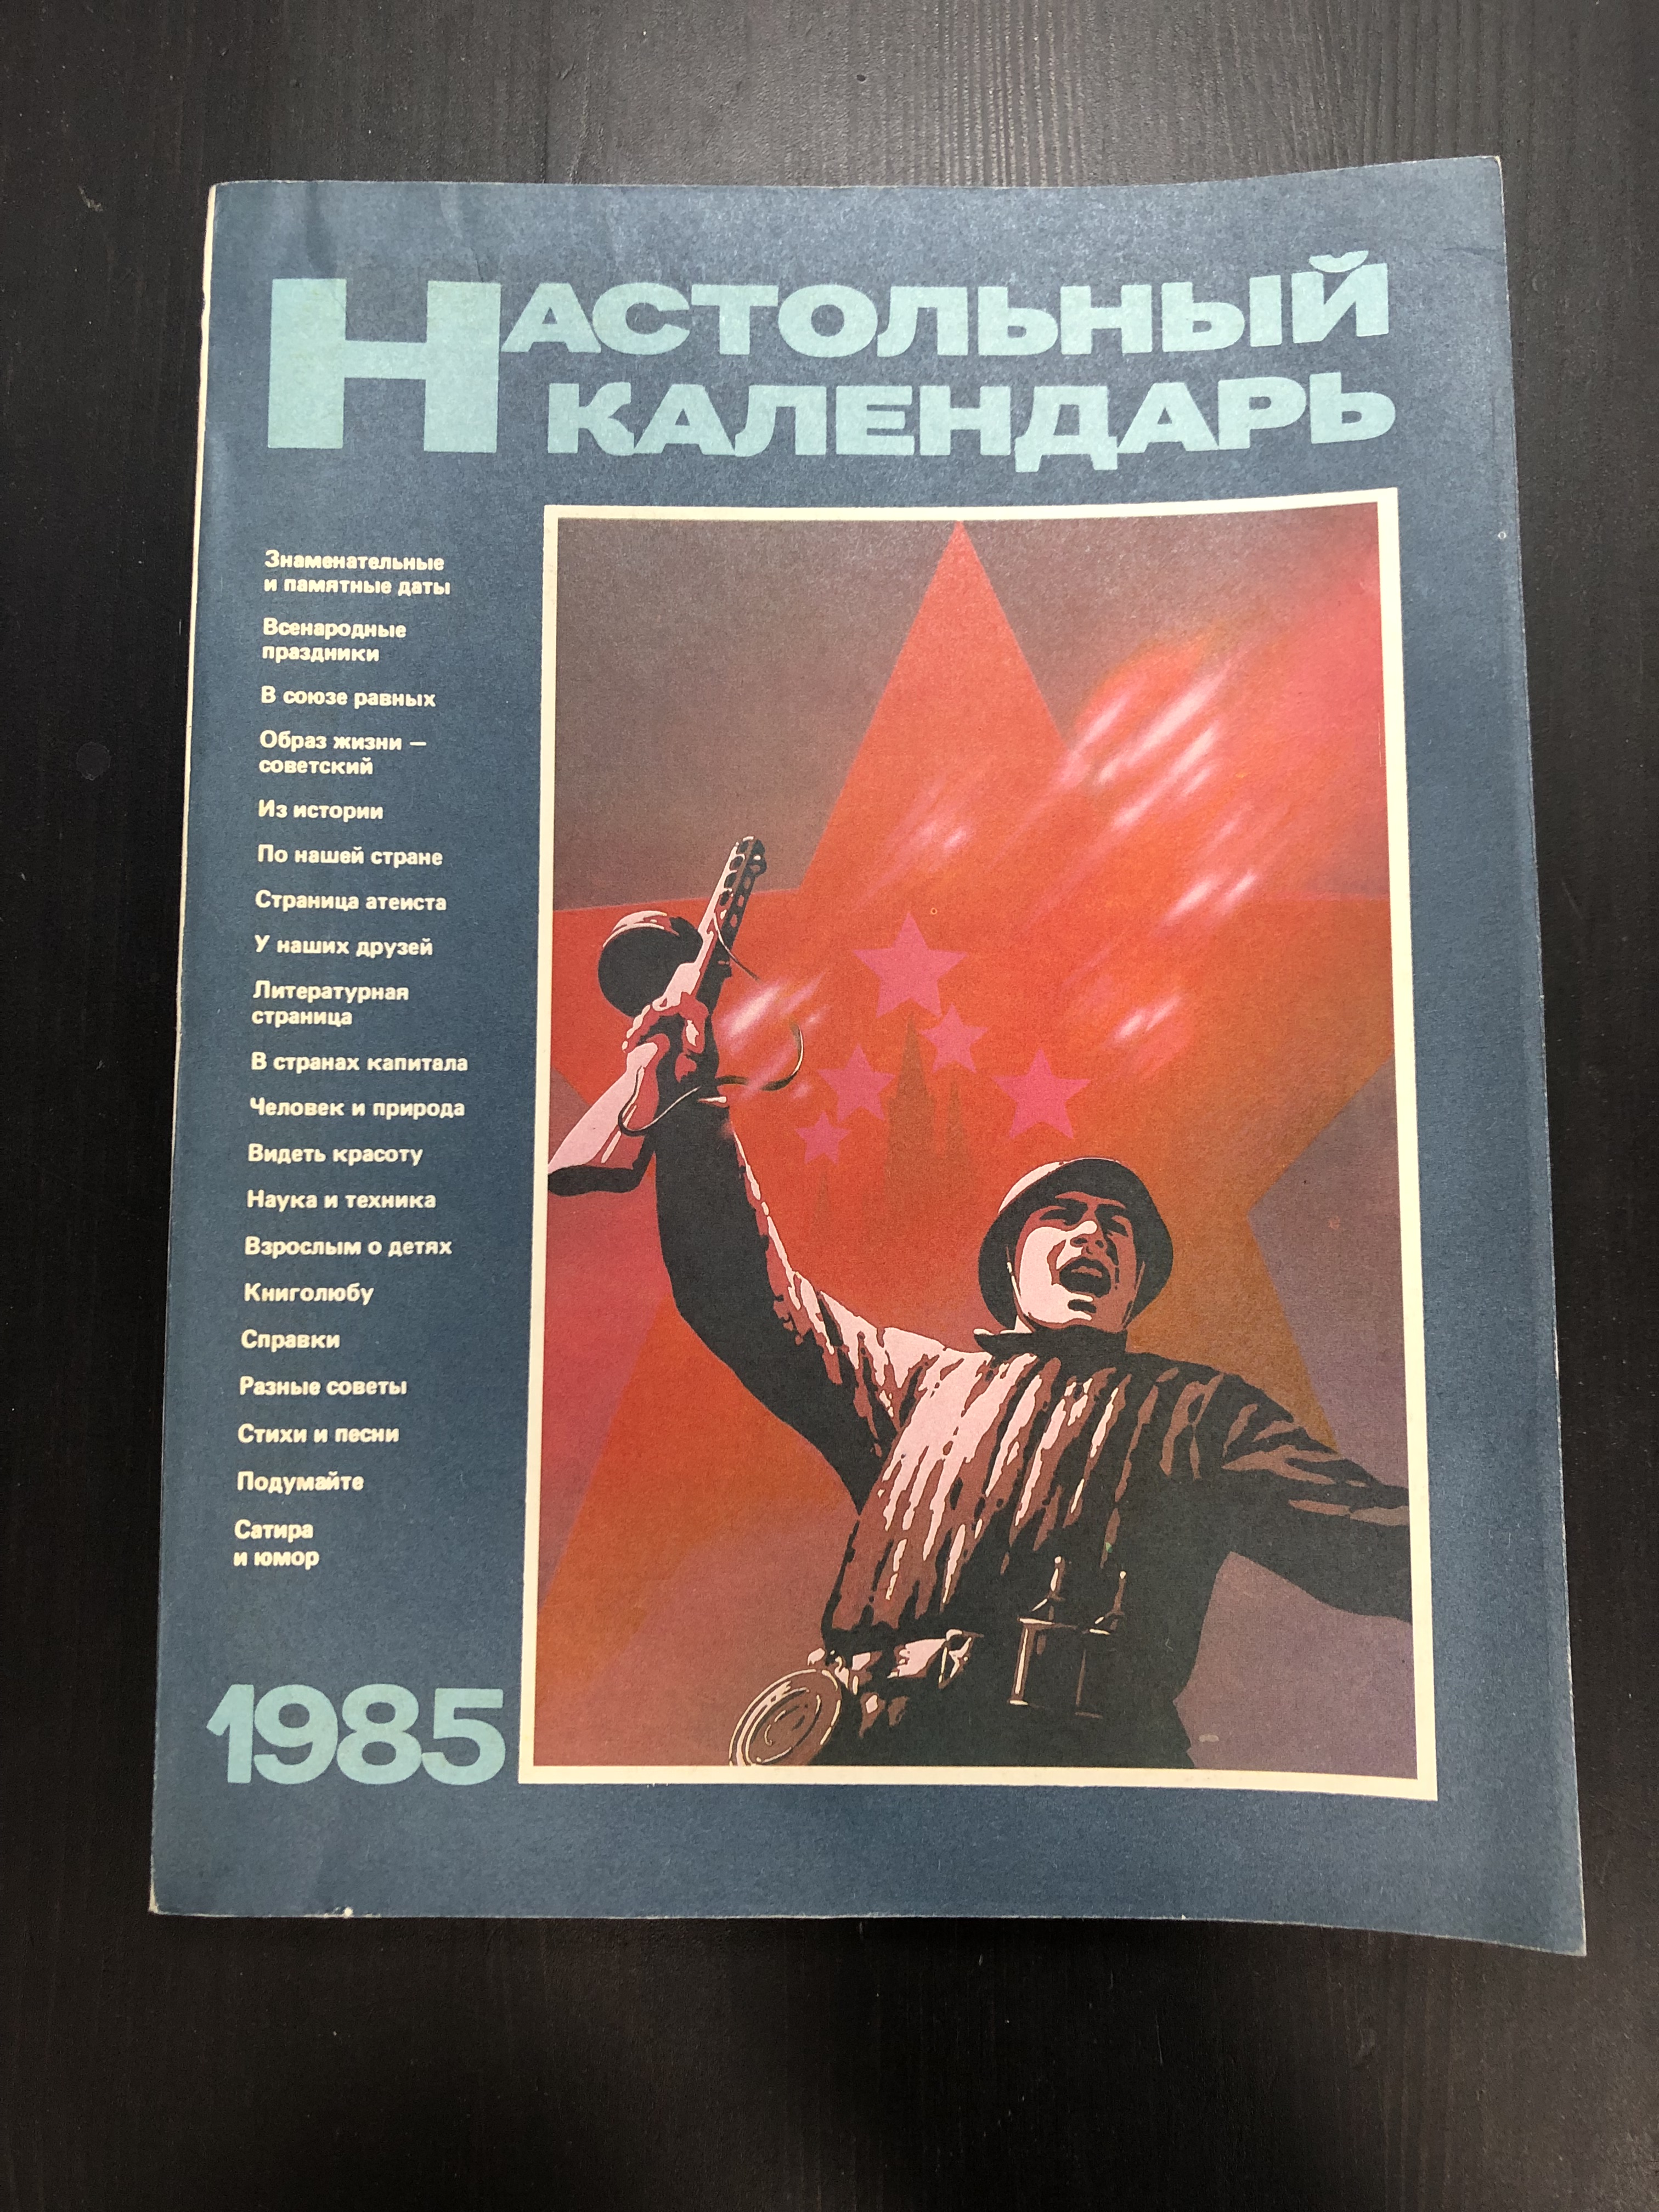 НАСТОЛЬНЫЙ
КАЛЕНДАРЬ
Знаменательные
и памятные даты
Всенародные
праздники
В союзе равных
Образ жизни —
советский
Из истории
По нашей стране
Страница атеиста
У наших друзей
Литературная
страница
В странах капитала
Человек и природа
Видеть красоту
Наука и техника
Взрослым о детях
Книголюбу
Справки
Разные советы
Стихи и песни
Подумайте
Сатира
и юмор
1985